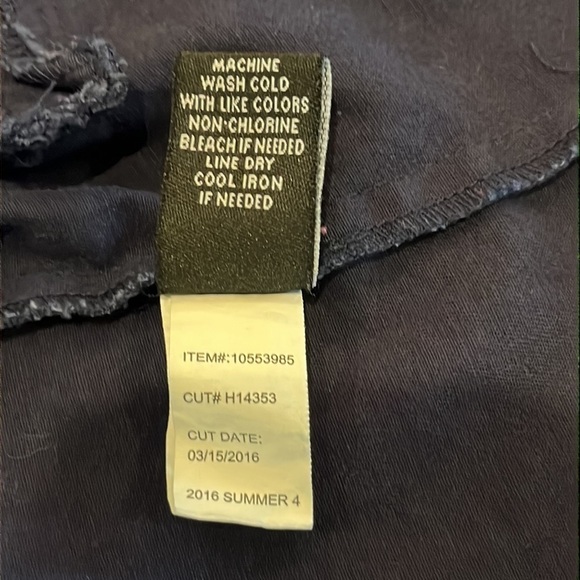 MACHINE
WASH COLD
WITH LIKE COLORS
NON-CHLORINE
BLEACH IF NEEDED
LINE DRY
COOL IRON
IF NEEDED
ITEM#:10553985
CUT# H14353
CUT DATE:
03/15/2016
2016 SUMMER 4